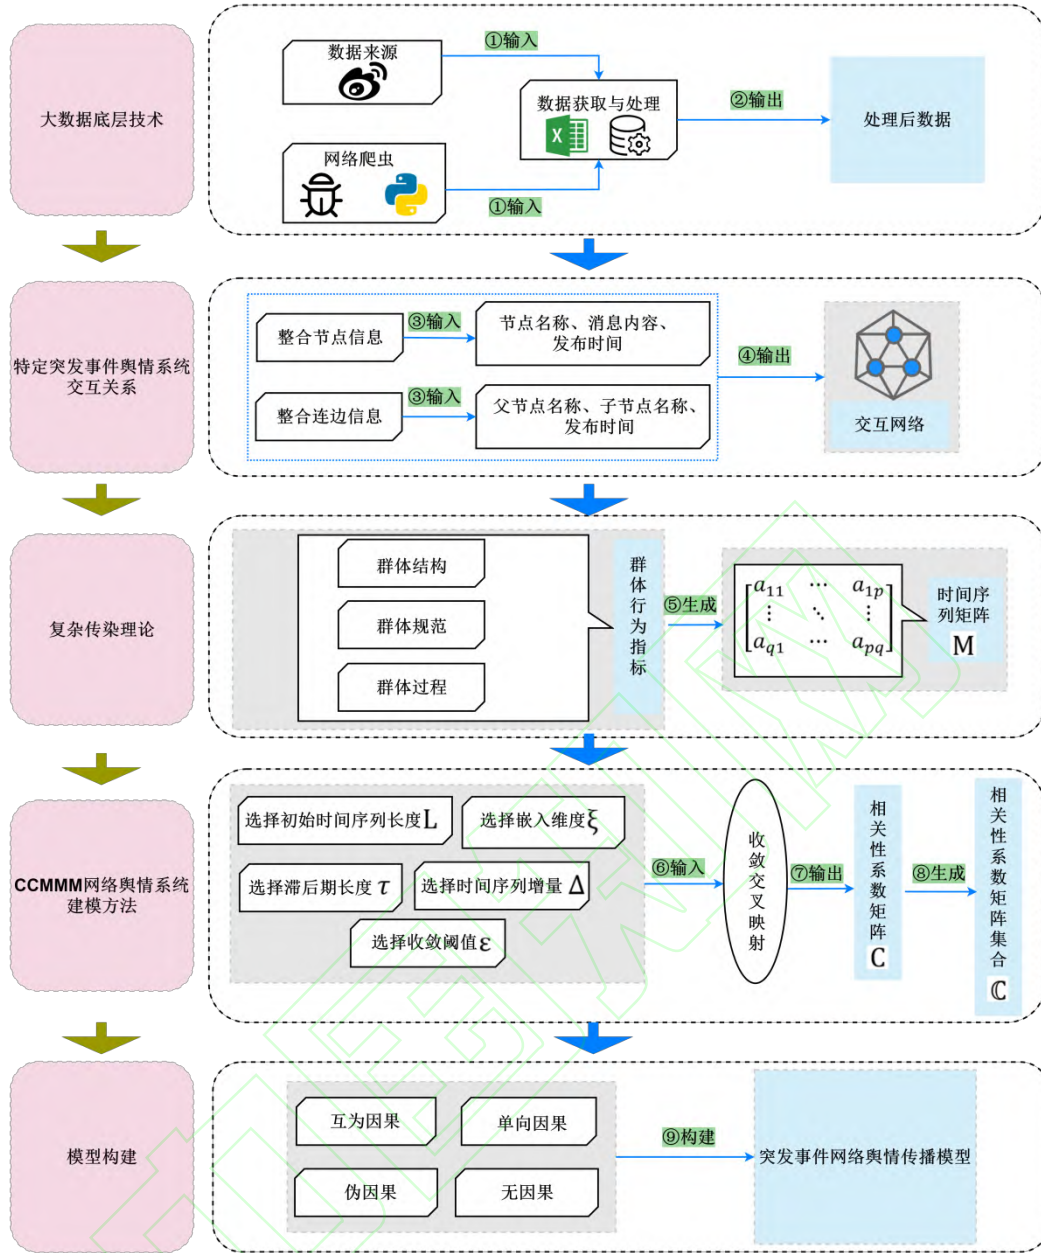 大数据底层技术
数据来源
①输入
网络爬虫
①输入
数据获取与处理
②输出
处理后数据
特定突发事件舆情系统
交互关系
整合节点信息
③输入
节点名称、消息内容、
发布时间
整合连边信息
③输入
父节点名称、子节点名称、
发布时间
④输出
交互网络
复杂传染理论
群体结构
群体规范
群体过程
群体行为指标
⑤生成
a11 ⋯ a1p
⋮ ⋱ ⋮
aq1 ⋯ apq
时间序
列矩阵
M
CCMMM网络舆情系统
建模方法
选择初始时间序列长度L
选择嵌入维度ξ
选择滞后期长度 τ
选择时间序列增量 Δ
选择收敛阈值ε
⑥输入
收敛交叉映射
⑦输出
相关性系数矩阵
C
⑧生成
相关性系数矩阵集合
ℂ
模型构建
互为因果
单向因果
伪因果
无因果
⑨构建
突发事件网络舆情传播模型